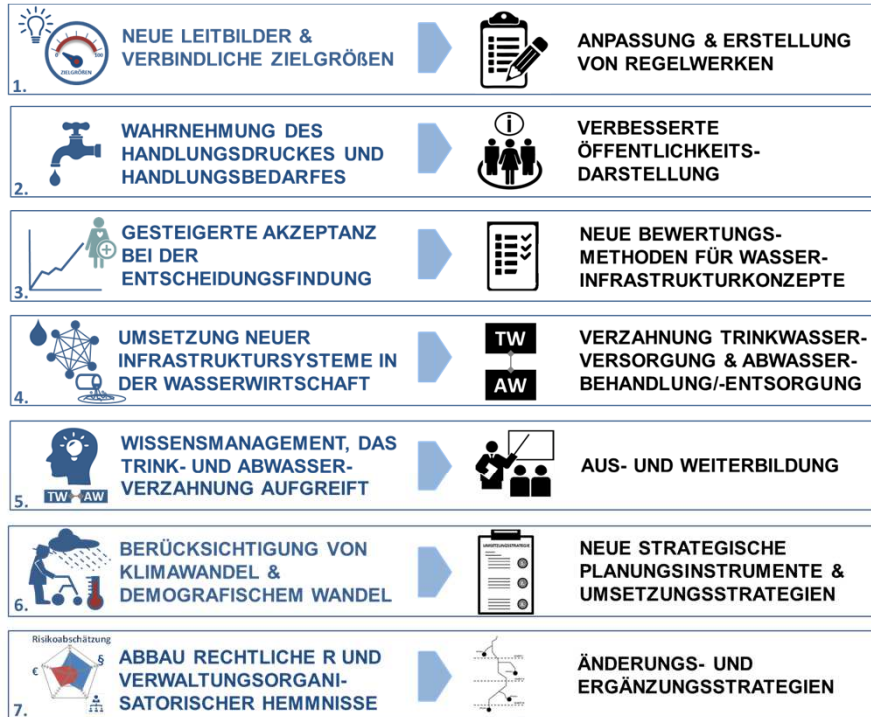 NEUE LEITBILDER &
VERBINDLICHE ZIELGRÖßEN
0
100
ZIELGRÖREN
1.
ANPASSUNG & ERSTELLUNG
VON REGELWERKEN
WAHRNEHMUNG DES
HANDLUNGSDRUCKES UND
HANDLUNGSBEDARFES
2.
i
VERBESSERTE
ÖFFENTLICHKEITS-
DARSTELLUNG
GESTEIGERTE AKZEPTANZ
BEI DER
ENTSCHEIDUNGSFINDUNG
3.
NEUE BEWERTUNGS-
METHODEN FÜR WASSER-
INFRASTRUKTURKONZEPTE
UMSETZUNG NEUER
INFRASTRUKTURSYSTEME IN
DER WASSERWIRTSCHAFT
4.
TW
AW
VERZAHNUNG TRINKWASSER-
VERSORGUNG & ABWASSER-
BEHANDLUNG/-ENTSORGUNG
WISSENSMANAGEMENT, DAS
TRINK- UND ABWASSER-
VERZAHNUNG AUFGREIFT
TW AW
5.
AUS- UND WEITERBILDUNG
BERÜCKSICHTIGUNG VON
KLIMAWANDEL &
DEMOGRAFISCHEM WANDEL
6.
UMSETZUNGSSTRATEGIE
NEUE STRATEGISCHE
PLANUNGSINSTRUMENTE &
UMSETZUNGSSTRATEGIEN
Risikoabschätzung
€
§
7.
ABBAU RECHTLICHE R UND
VERWALTUNGSORGANI-
SATORISCHER HEMMNISSE
ÄNDERUNGS- UND
ERGÄNZUNGSSTRATEGIEN